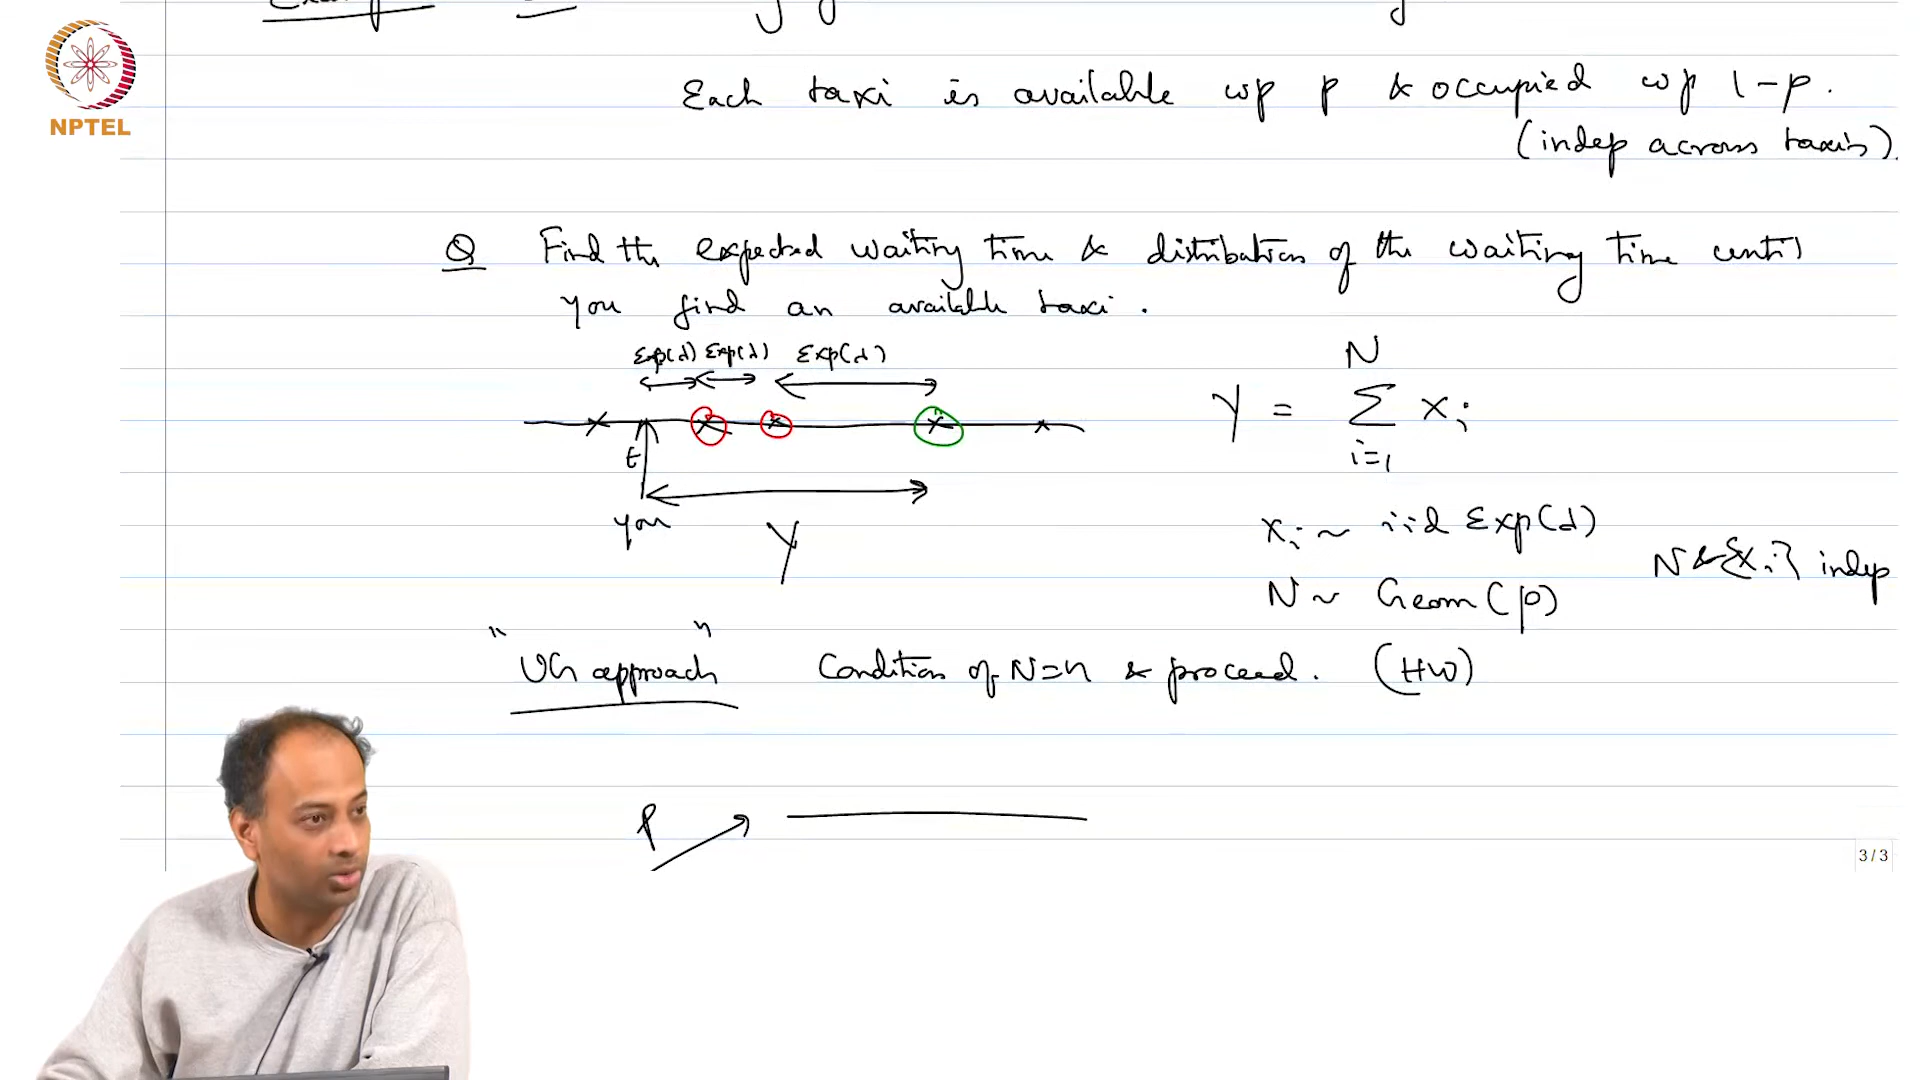 NPTEL
Each taxi is available wp p & occupied wp 1-p.
(indep across taxis).
Q Find the expected waiting time & distribution of the waiting time until
you find an available taxi.
Exp(λ) Exp(λ) Exp(λ)
t
you
Y
N
Y = Σ Xi
i=1
Xi ~ iid Exp(λ)
N & {Xi} indep
N ~ Geom(p)
"UG approach" Condition of N=n & proceed. (HW)
p
3/3